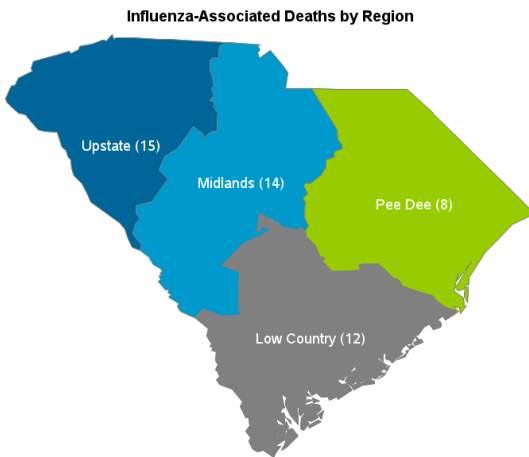 Influenza-Associated Deaths by Region
Upstate (15)
Midlands (14)
Pee Dee (8)
Low Country (12)